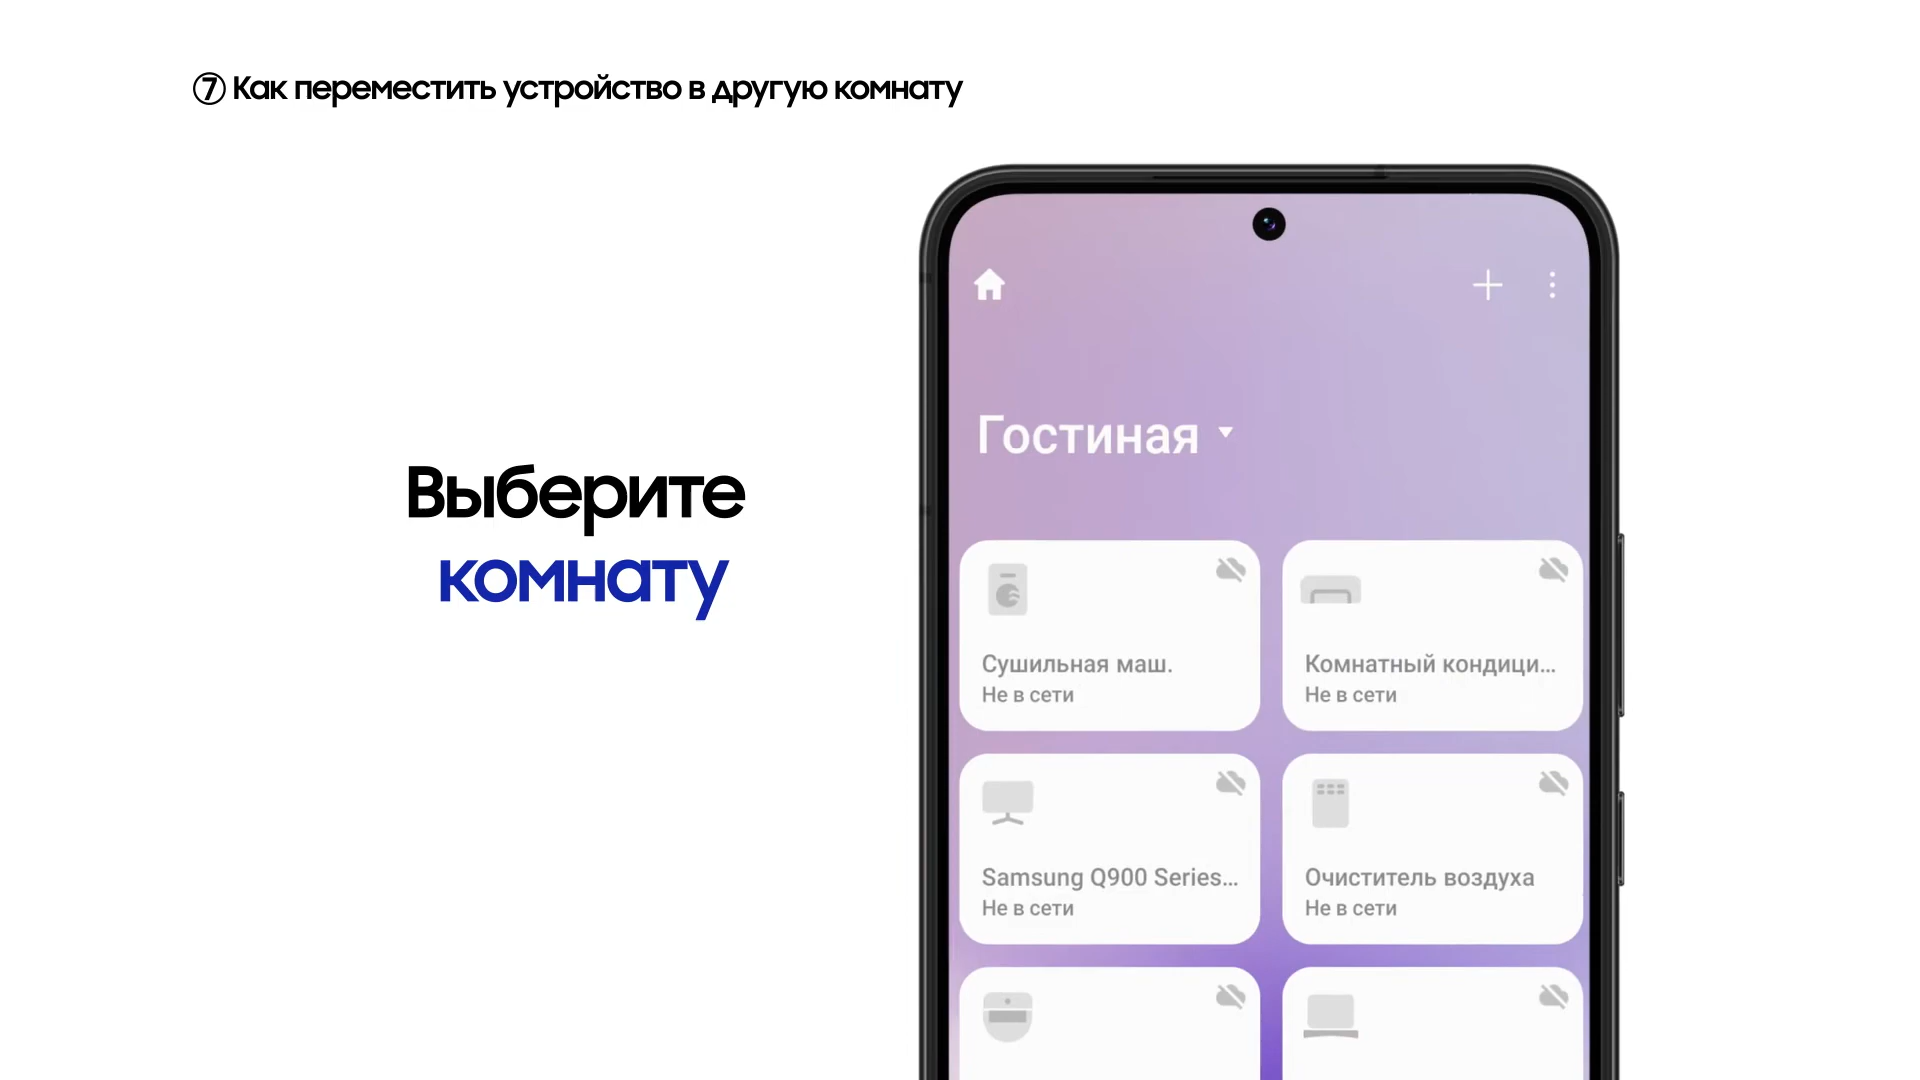 ⑦ Как переместить устройство в другую комнату
Выберите
комнату
Гостиная
Сушильная маш.
Не в сети
Комнатный кондици...
Не в сети
Samsung Q900 Series...
Не в сети
Очиститель воздуха
Не в сети